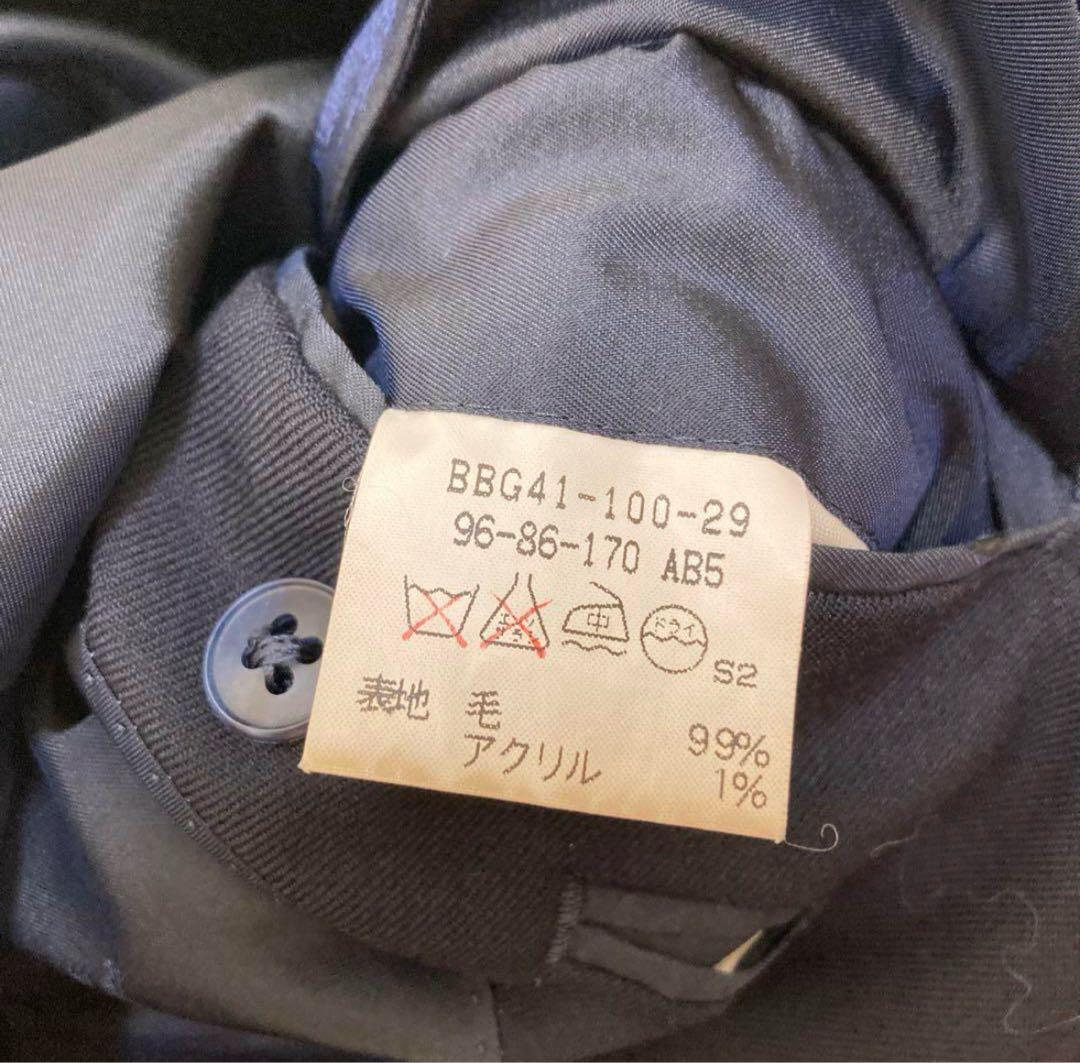 BBG41-100-29
96-86-170 AB5
中 ドライ S2
表地 毛 99%
アクリル 1%